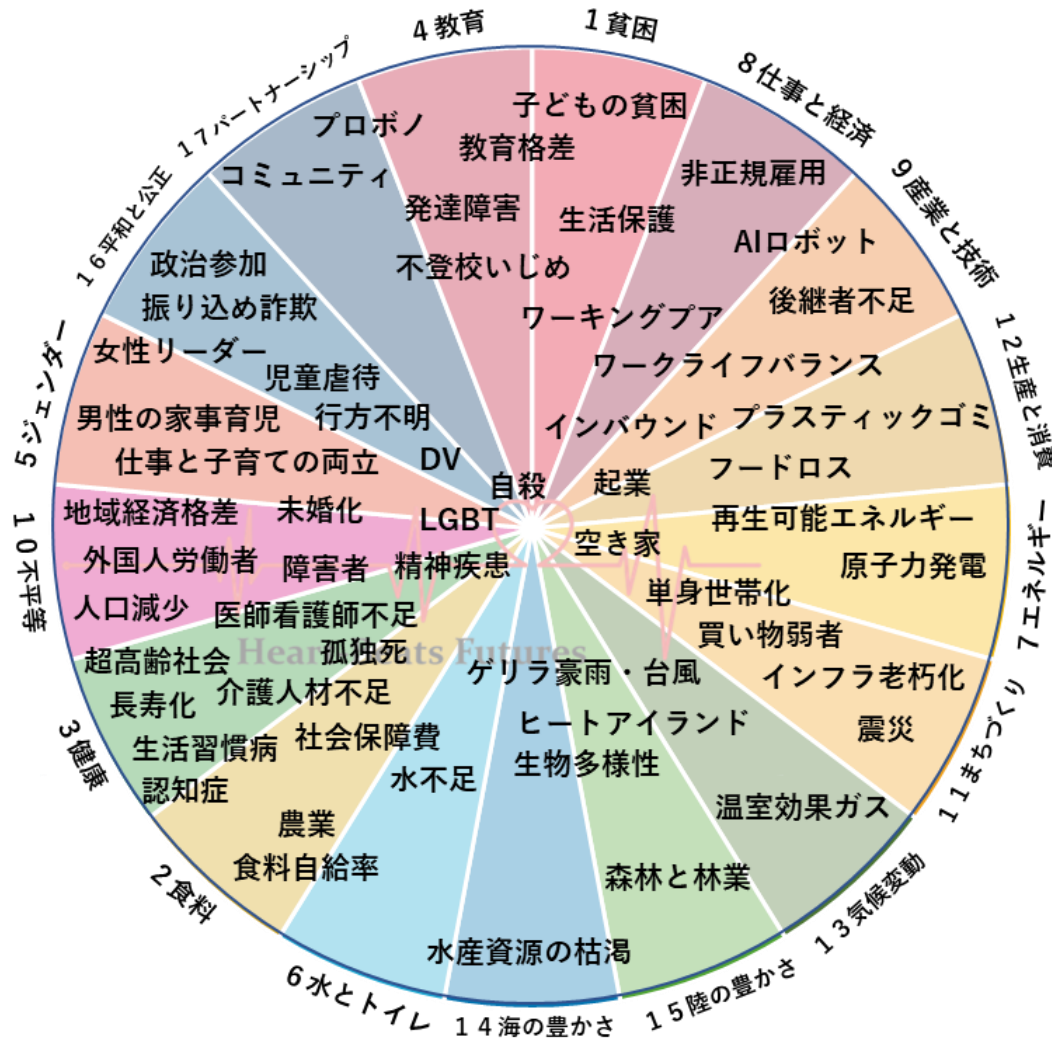 4教育
1貧困
8仕事と経済
9産業と技術
12生産と消費
7エネルギー
11まちづくり
13気候変動
15陸の豊かさ
14海の豊かさ
6水とトイレ
2食料
3健康
10不平等
5ジェンダー
16平和と公正
17パートナーシップ
子どもの貧困
プロボノ
教育格差
コミュニティ
非正規雇用
発達障害
生活保護
AIロボット
政治参加
不登校いじめ
後継者不足
振り込め詐欺
ワーキングプア
女性リーダー
児童虐待
ワークライフバランス
男性の家事育児
行方不明
インバウンド
プラスティックゴミ
仕事と子育ての両立
DV
フードロス
自殺
起業
地域経済格差
未婚化
LGBT
再生可能エネルギー
空き家
外国人労働者
障害者
精神疾患
原子力発電
人口減少
医師看護師不足
単身世帯化
買い物弱者
超高齢社会
孤独死
Heartbeats Futures
ゲリラ豪雨・台風
インフラ老朽化
長寿化
介護人材不足
ヒートアイランド
震災
生活習慣病
社会保障費
生物多様性
認知症
水不足
温室効果ガス
農業
食料自給率
森林と林業
水産資源の枯渇